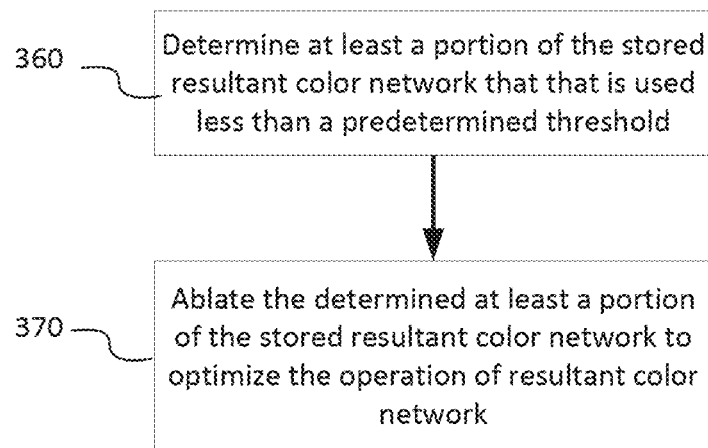 360
Determine at least a portion of the stored
resultant color network that that is used
less than a predetermined threshold
370
Ablate the determined at least a portion
of the stored resultant color network to
optimize the operation of resultant color
network